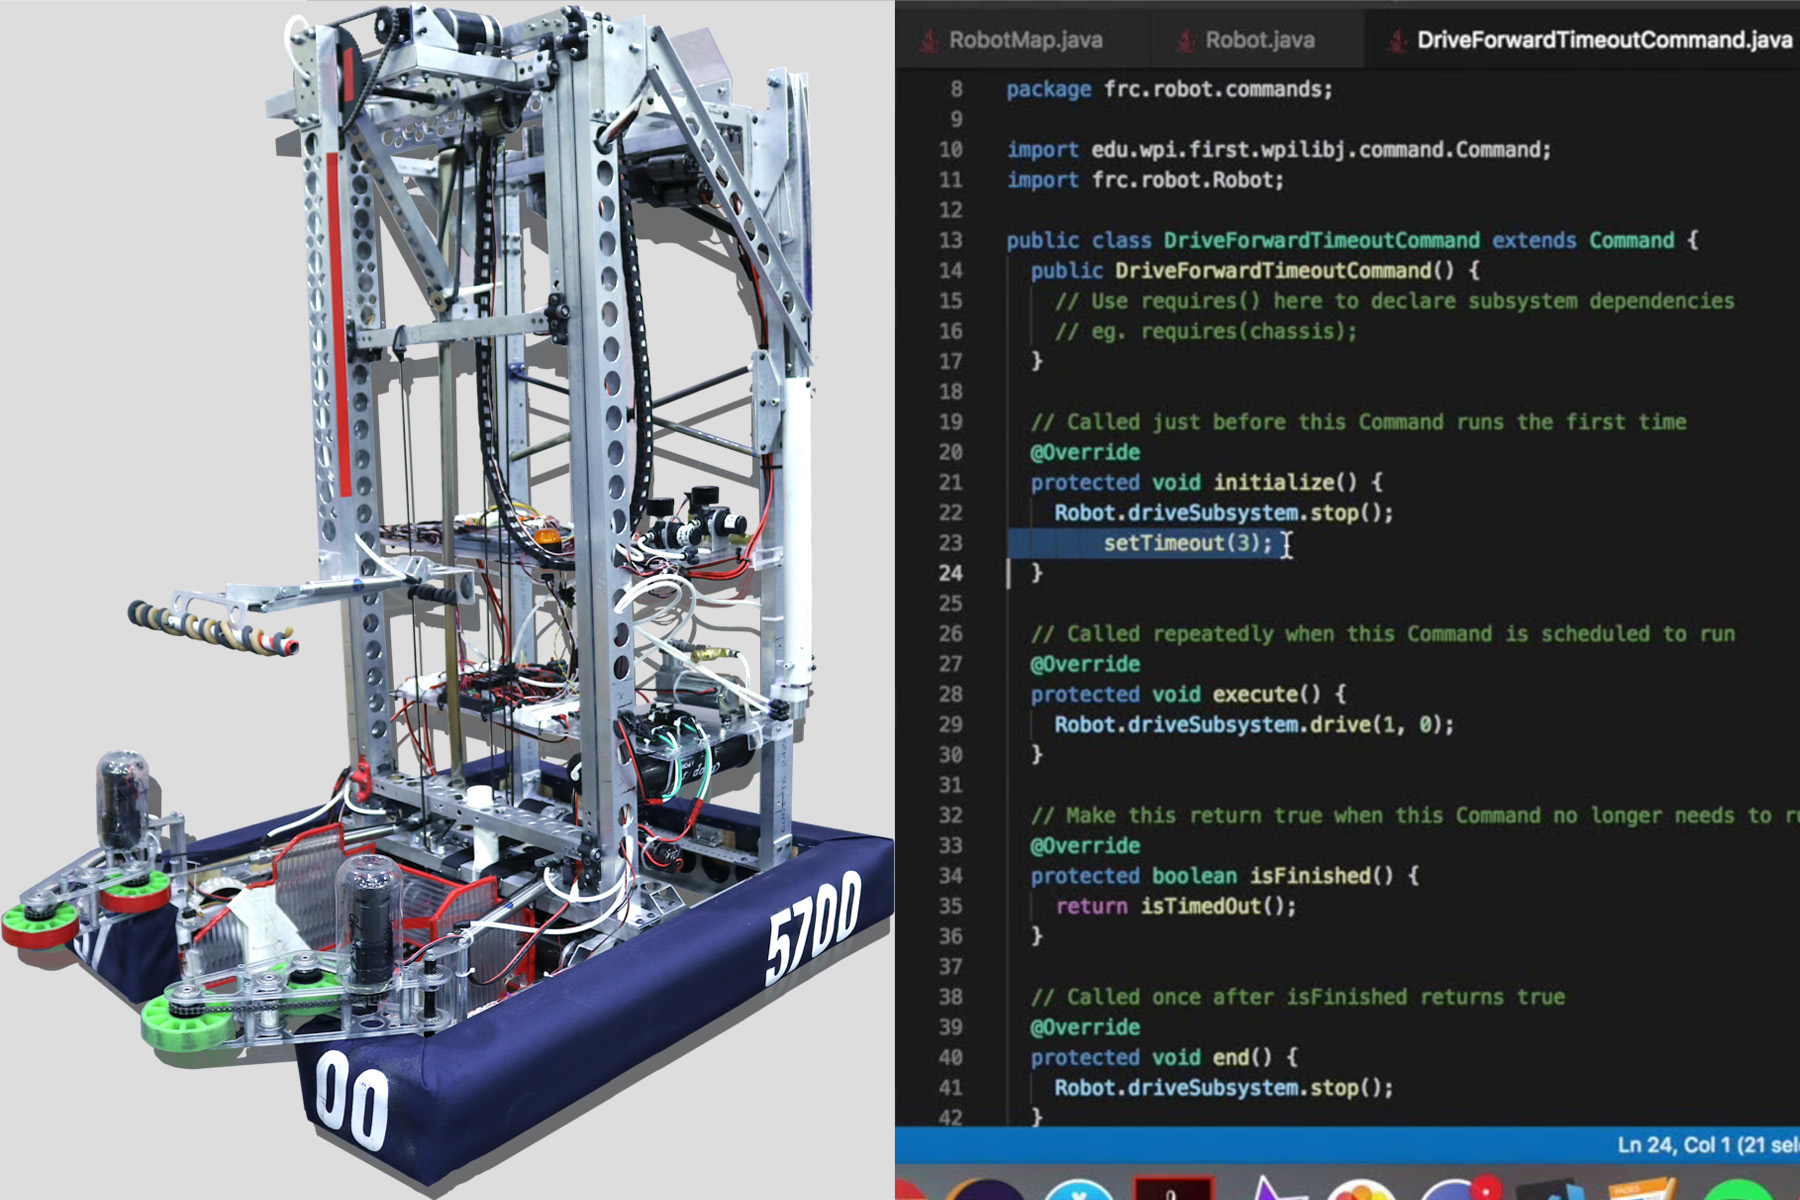 5700
00
RobotMap.java
Robot.java
DriveForwardTimeoutCommand.java
8 package frc.robot.commands;
9
10 import edu.wpi.first.wpilibj.command.Command;
11 import frc.robot.Robot;
12
13 public class DriveForwardTimeoutCommand extends Command {
14 public DriveForwardTimeoutCommand() {
15 // Use requires() here to declare subsystem dependencies
16 // eg. requires(chassis);
17 }
18
19 // Called just before this Command runs the first time
20 @Override
21 protected void initialize() {
22 Robot.driveSubsystem.stop();
23 setTimeout(3);
24 }
25
26 // Called repeatedly when this Command is scheduled to run
27 @Override
28 protected void execute() {
29 Robot.driveSubsystem.drive(1, 0);
30 }
31
32 // Make this return true when this Command no longer needs to r
33 @Override
34 protected boolean isFinished() {
35 return isTimedOut();
36 }
37
38 // Called once after isFinished returns true
39 @Override
40 protected void end() {
41 Robot.driveSubsystem.stop();
42 }
Ln 24, Col 1 (21 sel